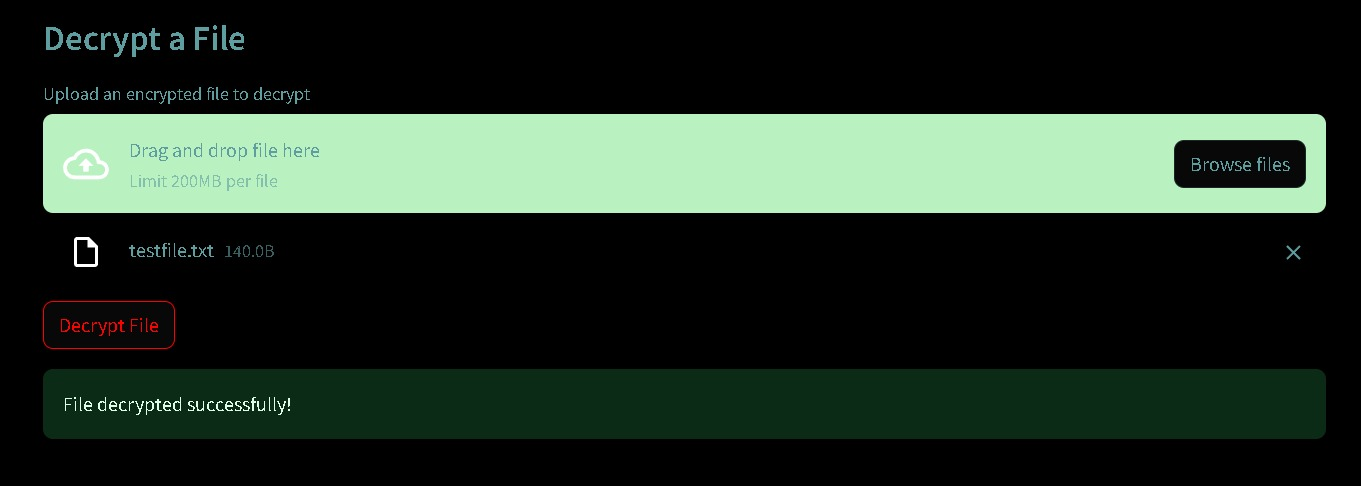 Decrypt a File
Upload an encrypted file to decrypt
Drag and drop file here
Limit 200MB per file
Browse files
testfile.txt 140.0B
Decrypt File
File decrypted successfully!